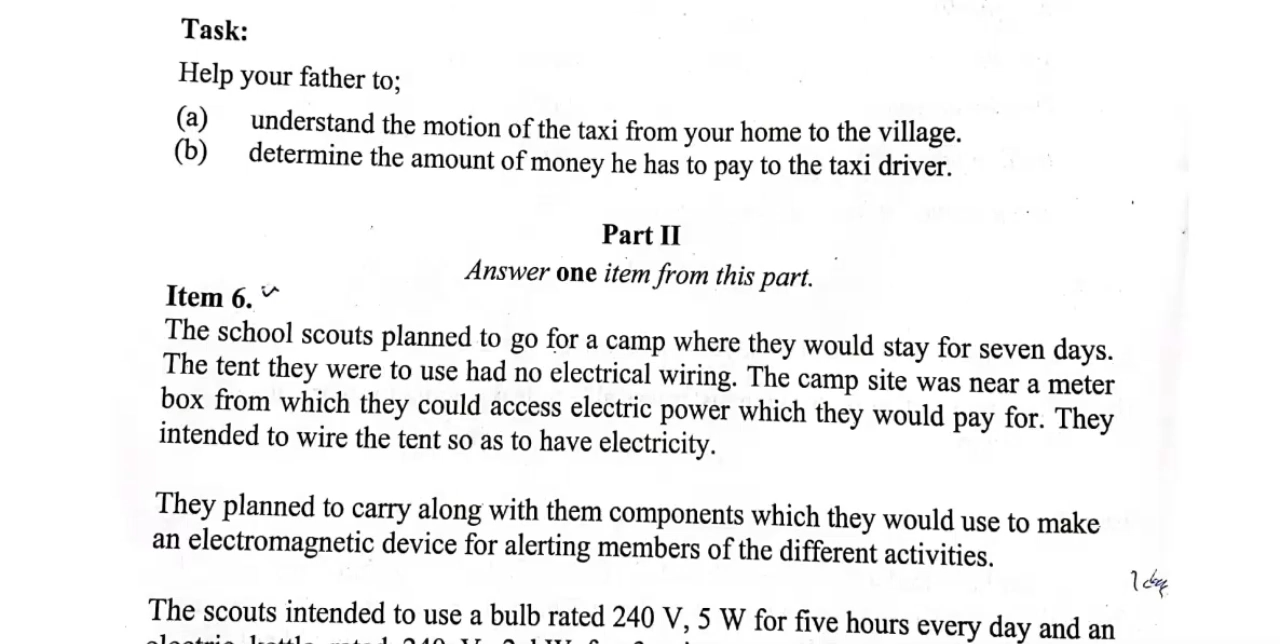 Task:
Help your father to;
(a) understand the motion of the taxi from your home to the village.
(b) determine the amount of money he has to pay to the taxi driver.
Part II
Answer one item from this part.
Item 6.
The school scouts planned to go for a camp where they would stay for seven days.
The tent they were to use had no electrical wiring. The camp site was near a meter
box from which they could access electric power which they would pay for. They
intended to wire the tent so as to have electricity.
They planned to carry along with them components which they would use to make
an electromagnetic device for alerting members of the different activities.
The scouts intended to use a bulb rated 240 V, 5 W for five hours every day and an